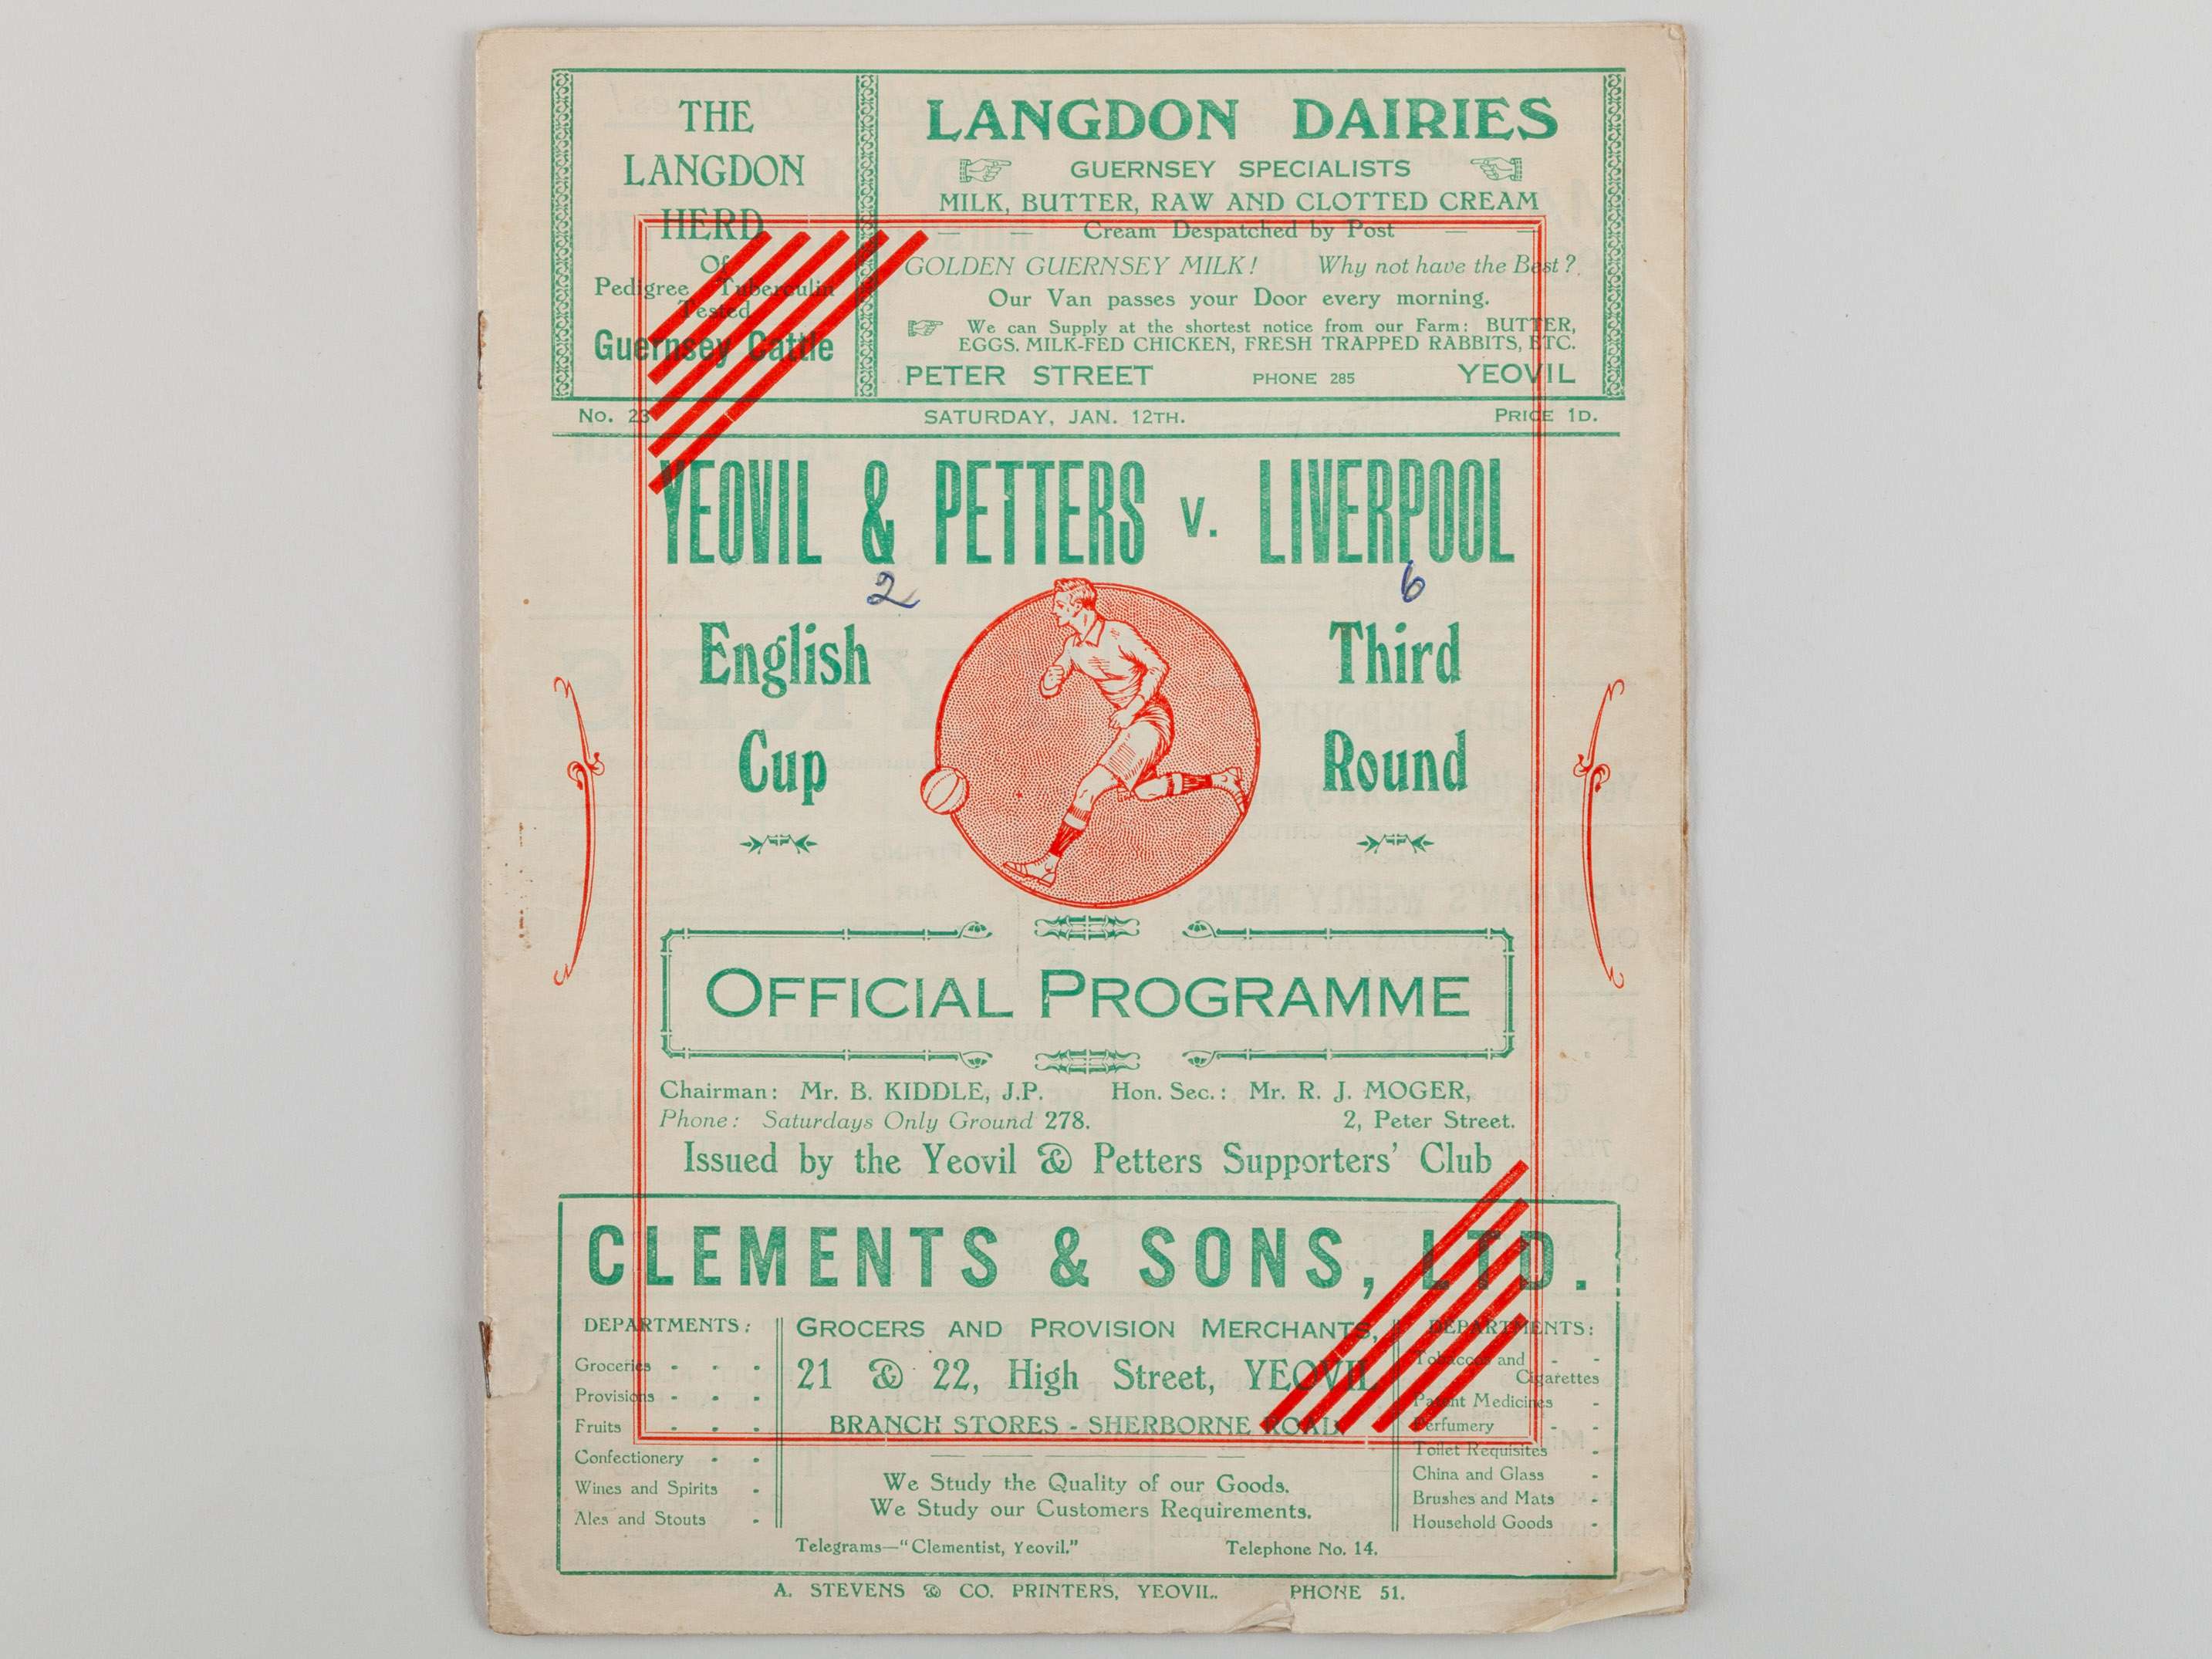 THE
LANGDON
HERD
Of
Pedigree Tuberculin
Tested
Guernsey Cattle
LANGDON DAIRIES
GUERNSEY SPECIALISTS
MILK, BUTTER, RAW AND CLOTTED CREAM
Cream Despatched by Post
GOLDEN GUERNSEY MILK! Why not have the Best?
Our Van passes your Door every morning.
We can Supply at the shortest notice from our Farm: BUTTER,
EGGS, MILK-FED CHICKEN, FRESH TRAPPED RABBITS, ETC.
PETER STREET PHONE 285 YEOVIL
No. 23 SATURDAY, JAN. 12TH. PRICE 1D.
YEOVIL & PETTERS v. LIVERPOOL
2 6
English Third
Cup Round
OFFICIAL PROGRAMME
Chairman: Mr. B. KIDDLE, J.P. Hon. Sec.: Mr. R. J. MOGER,
Phone: Saturdays Only Ground 278. 2, Peter Street.
Issued by the Yeovil & Petters Supporters' Club
CLEMENTS & SONS, LTD.
DEPARTMENTS:
Groceries - - -
Provisions - - -
Fruits - - -
Confectionery - -
Wines and Spirits -
Ales and Stouts -
GROCERS AND PROVISION MERCHANTS,
21 & 22, High Street, YEOVIL
BRANCH STORES - SHERBORNE ROAD
We Study the Quality of our Goods.
We Study our Customers Requirements.
Telegrams—"Clementist, Yeovil." Telephone No. 14.
DEPARTMENTS:
Tobaccos and - -
Cigarettes
Patent Medicines -
Perfumery - -
Toilet Requisites -
China and Glass -
Brushes and Mats -
Household Goods -
A. STEVENS & CO. PRINTERS, YEOVIL. PHONE 51.